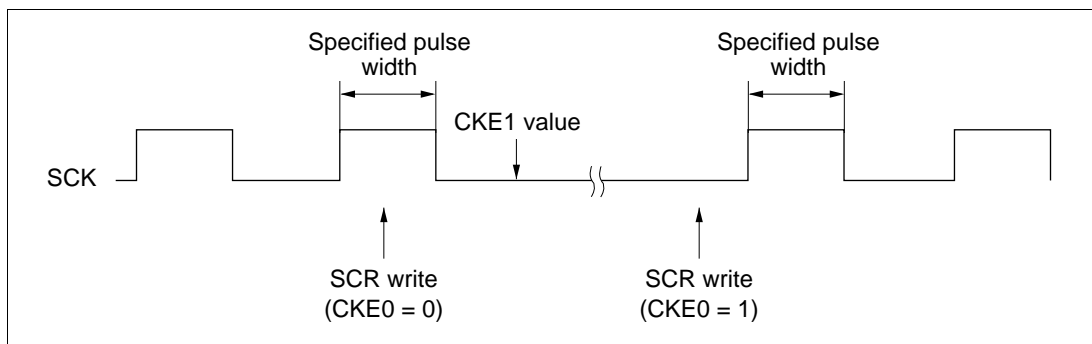 Specified pulse
width
Specified pulse
width
CKE1 value
SCK
SCR write
(CKE0 = 0)
SCR write
(CKE0 = 1)